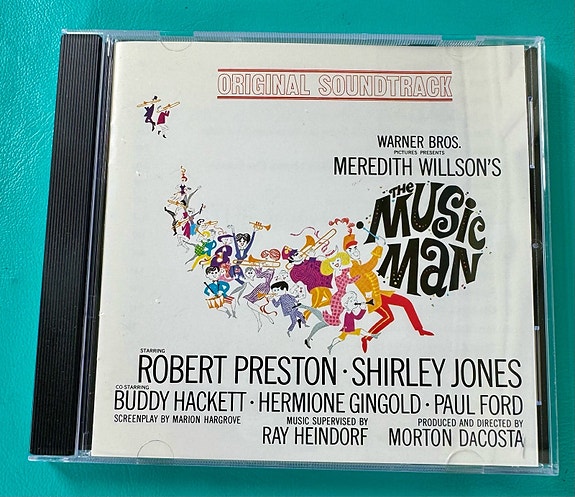 ORIGINAL SOUNDTRACK
WARNER BROS.
PICTURES PRESENTS
MEREDITH WILLSON'S
THE
MUSIC
MAN
STARRING
ROBERT PRESTON · SHIRLEY JONES
CO-STARRING
BUDDY HACKETT · HERMIONE GINGOLD · PAUL FORD
SCREENPLAY BY MARION HARGROVE
MUSIC SUPERVISED BY
RAY HEINDORF
PRODUCED AND DIRECTED BY
MORTON DaCOSTA